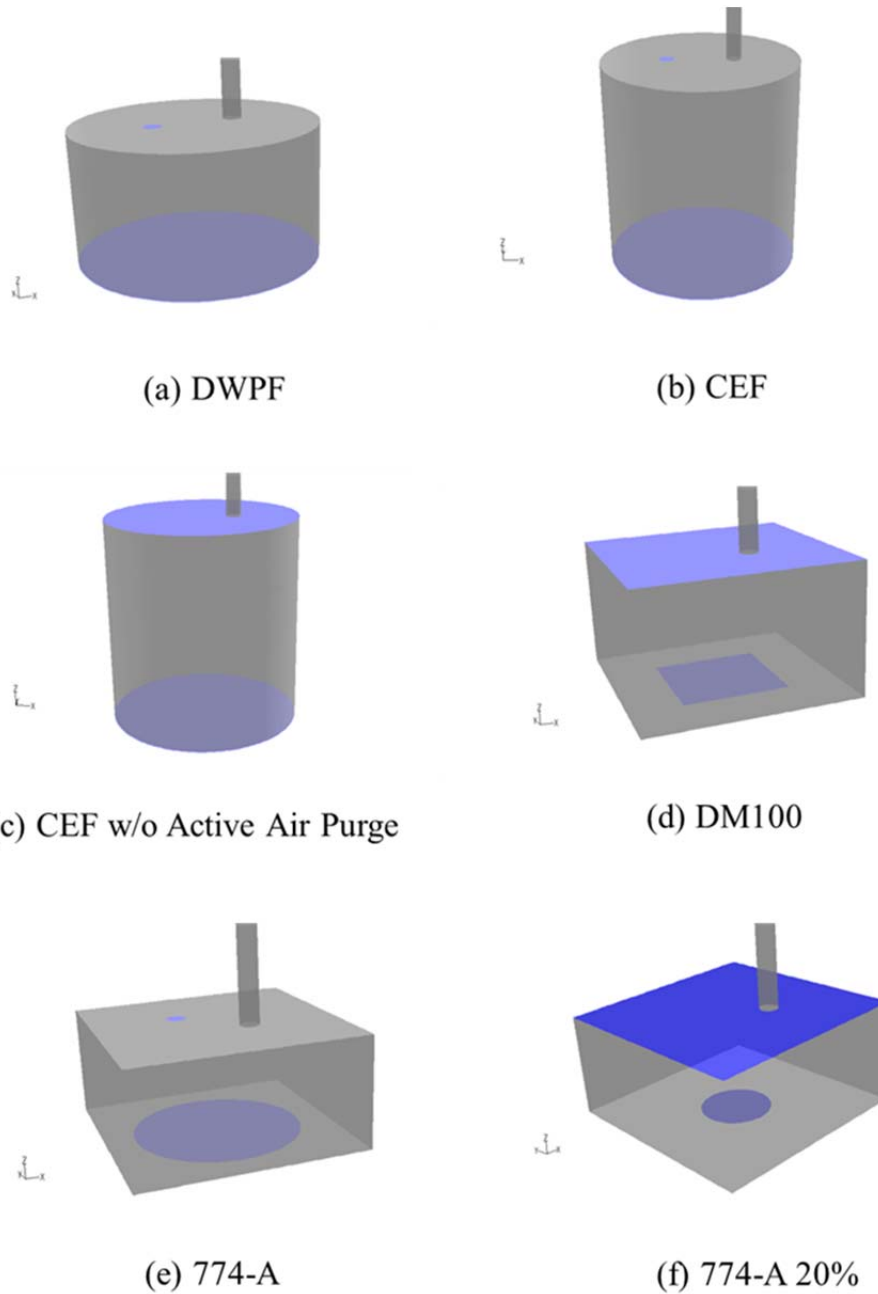 (a) DWPF
(b) CEF
c) CEF w/o Active Air Purge
(d) DM100
(e) 774-A
(f) 774-A 20%